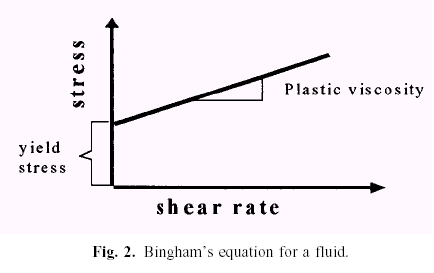 stress
Plastic viscosity
yield
stress
shear rate
Fig. 2. Bingham's equation for a fluid.